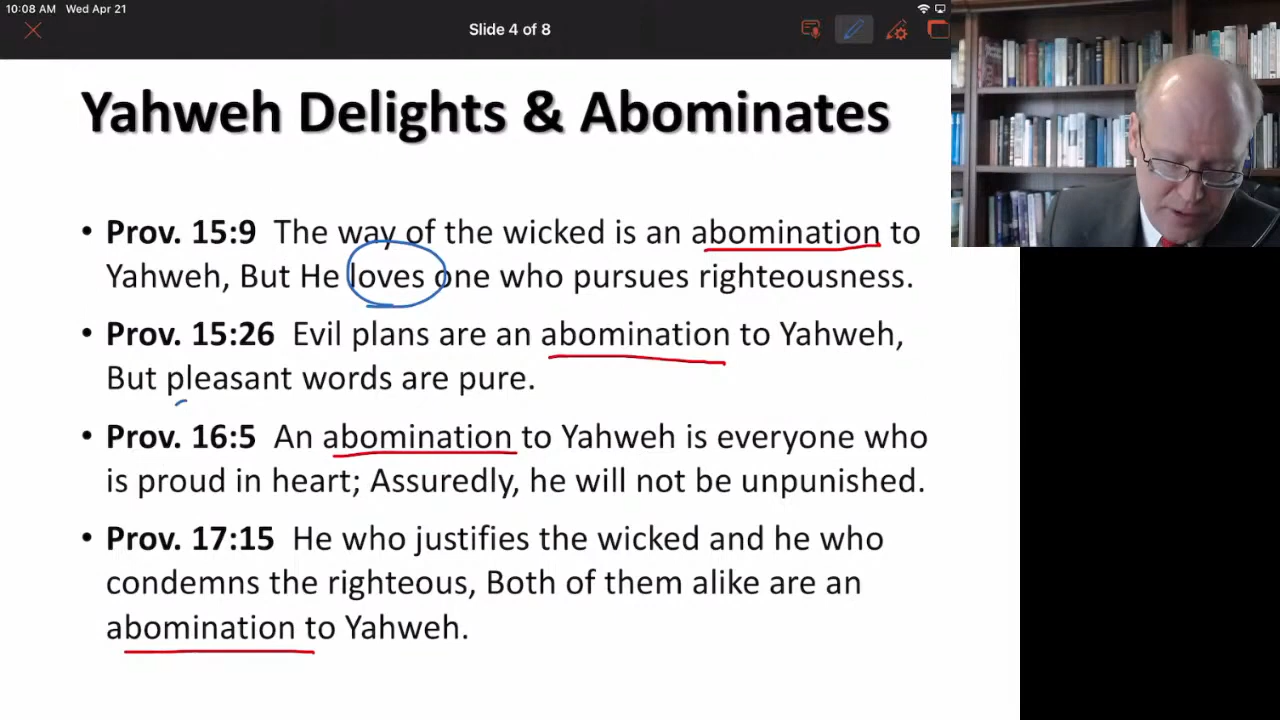 10:08 AM Wed Apr 21
Slide 4 of 8
Yahweh Delights & Abominates
• Prov. 15:9 The way of the wicked is an abomination to
Yahweh, But He loves one who pursues righteousness.
• Prov. 15:26 Evil plans are an abomination to Yahweh,
But pleasant words are pure.
• Prov. 16:5 An abomination to Yahweh is everyone who
is proud in heart; Assuredly, he will not be unpunished.
• Prov. 17:15 He who justifies the wicked and he who
condemns the righteous, Both of them alike are an
abomination to Yahweh.